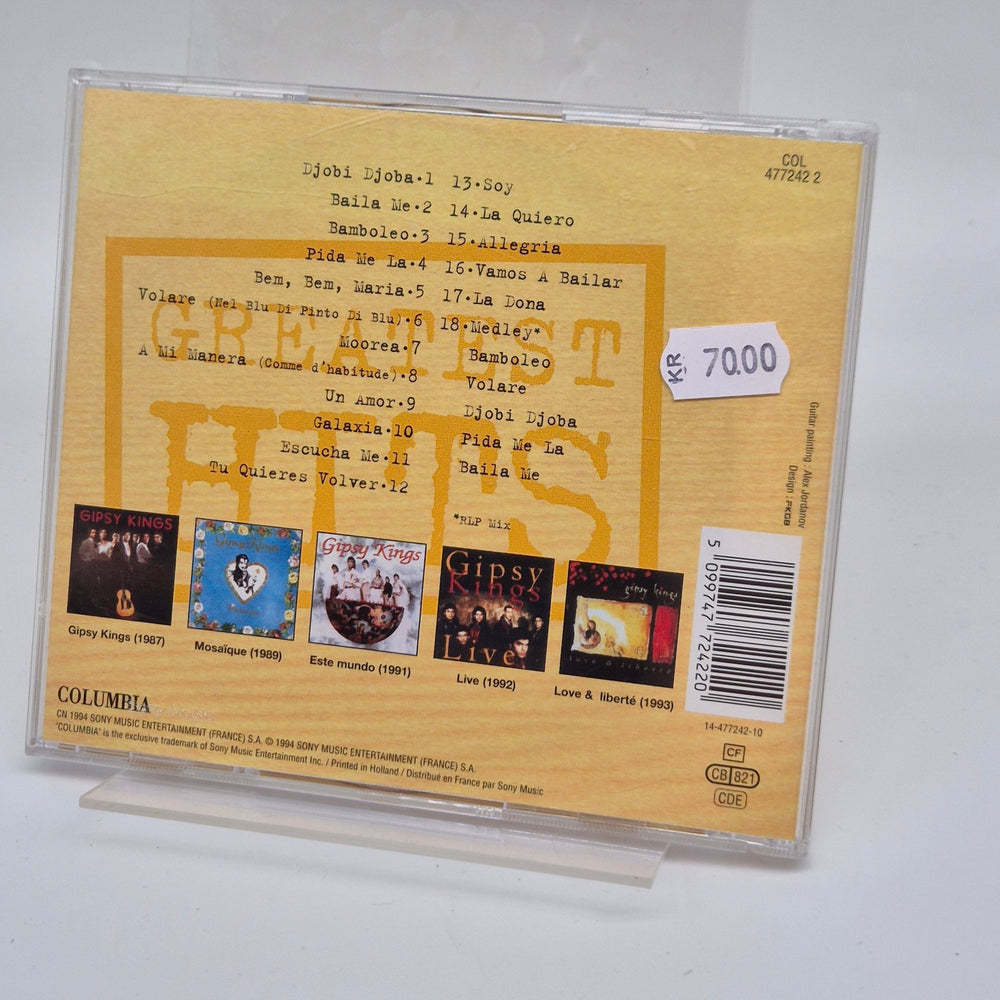 COL
477242 2
Djobi Djoba•1
Baila Me•2
Bamboleo•3
Pida Me La•4
Bem, Bem, Maria•5
Volare (Nel Blu Di Pinto Di Blu)•6
Moorea•7
A Mi Manera (Comme d'habitude)•8
Un Amor•9
Galaxia•10
Escucha Me•11
Tu Quieres Volver•12
13•Soy
14•La Quiero
15•Allegria
16•Vamos A Bailar
17•La Dona
18•Medley*
Bamboleo
Volare
Djobi Djoba
Pida Me La
Baila Me
*RLP Mix
GREATEST
HITS
KR 70.00
Guitar painting : Alex Jordanov
Design : FKGB
GIPSY KINGS
Gipsy Kings
Gipsy Kings
Gipsy
Kings
Live
gipsy kings
love & liberté
Gipsy Kings (1987)
Mosaïque (1989)
Este mundo (1991)
Live (1992)
Love & liberté (1993)
5 099747 724220
14-477242-10
CF
CB 821
CDE
COLUMBIA
CN 1994 SONY MUSIC ENTERTAINMENT (FRANCE) S.A. © 1994 SONY MUSIC ENTERTAINMENT (FRANCE) S.A.
"COLUMBIA" is the exclusive trademark of Sony Music Entertainment Inc. / Printed in Holland / Distribué en France par Sony Music